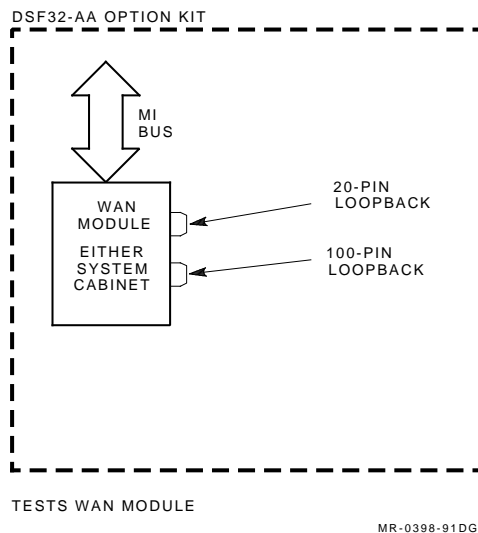 DSF32-AA OPTION KIT
MI
BUS
WAN
MODULE
EITHER
SYSTEM
CABINET
20-PIN
LOOPBACK
100-PIN
LOOPBACK
TESTS WAN MODULE
MR-0398-91DG